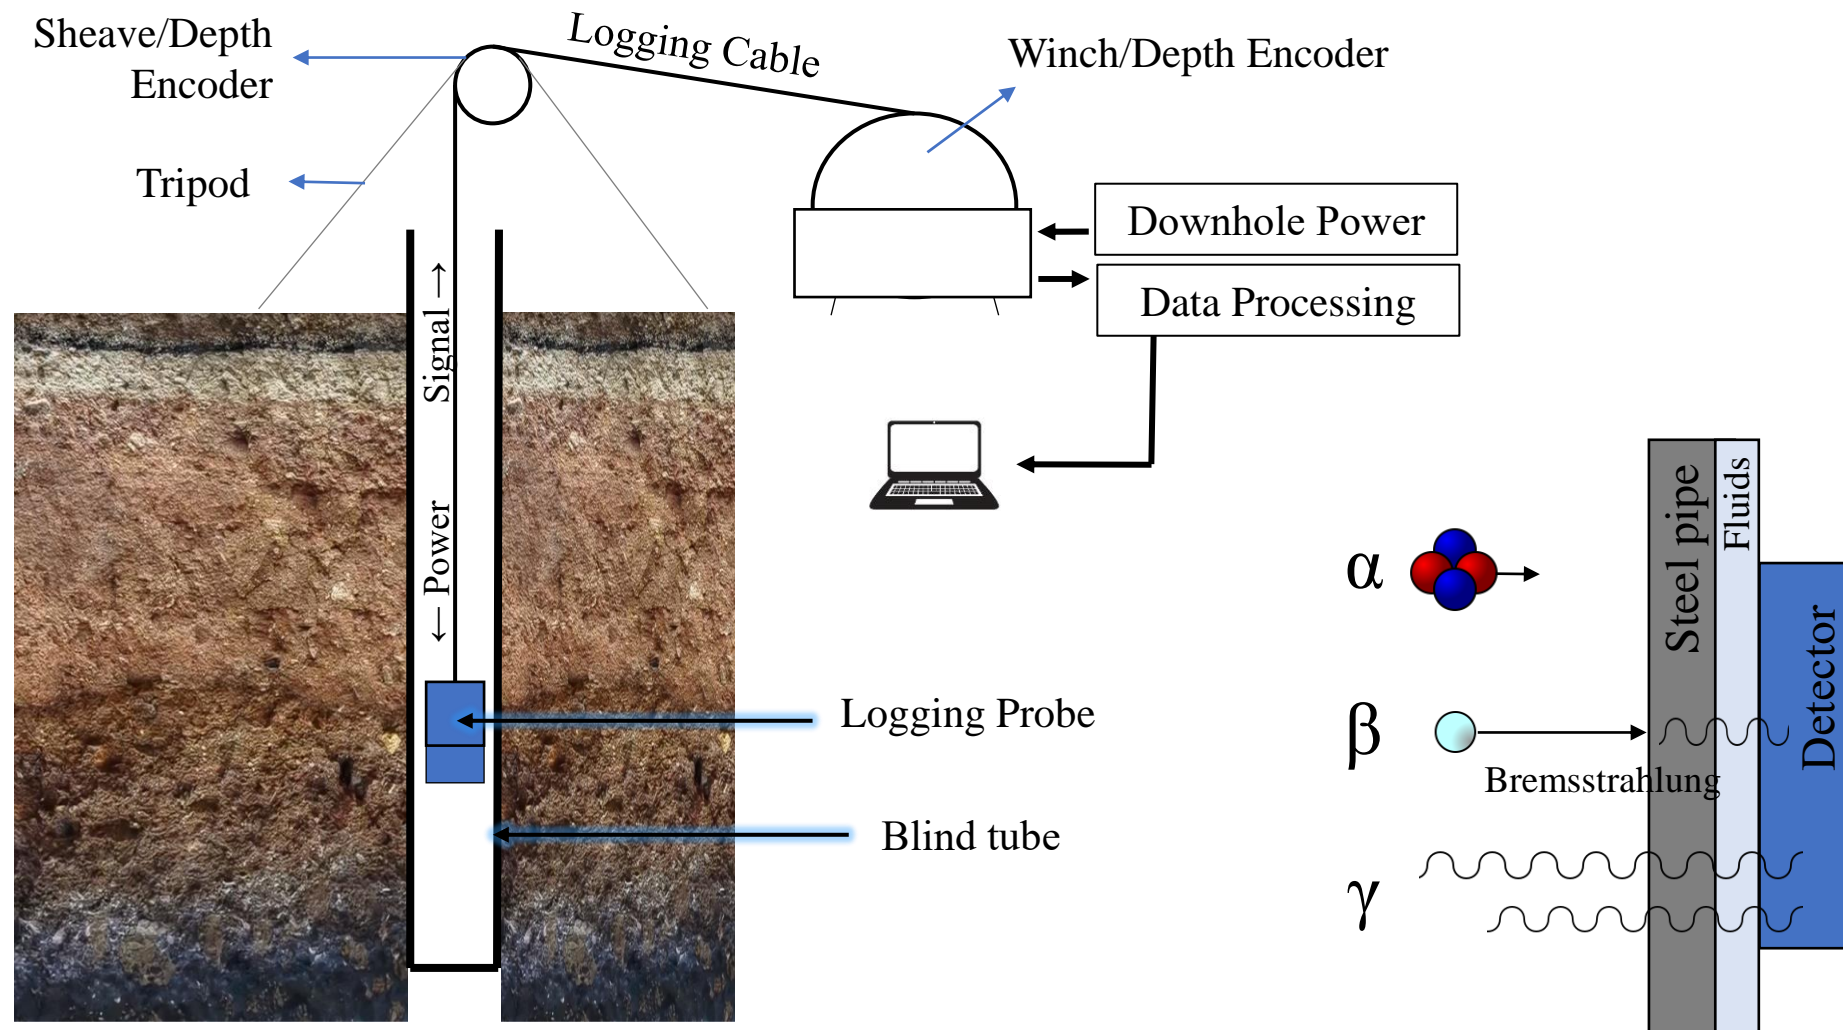 Sheave/Depth
Encoder
Logging Cable
Winch/Depth Encoder
Tripod
Downhole Power
Data Processing
Signal →
← Power
Logging Probe
Blind tube
Steel pipe
Fluids
Detector
α
β
Bremsstrahlung
γ